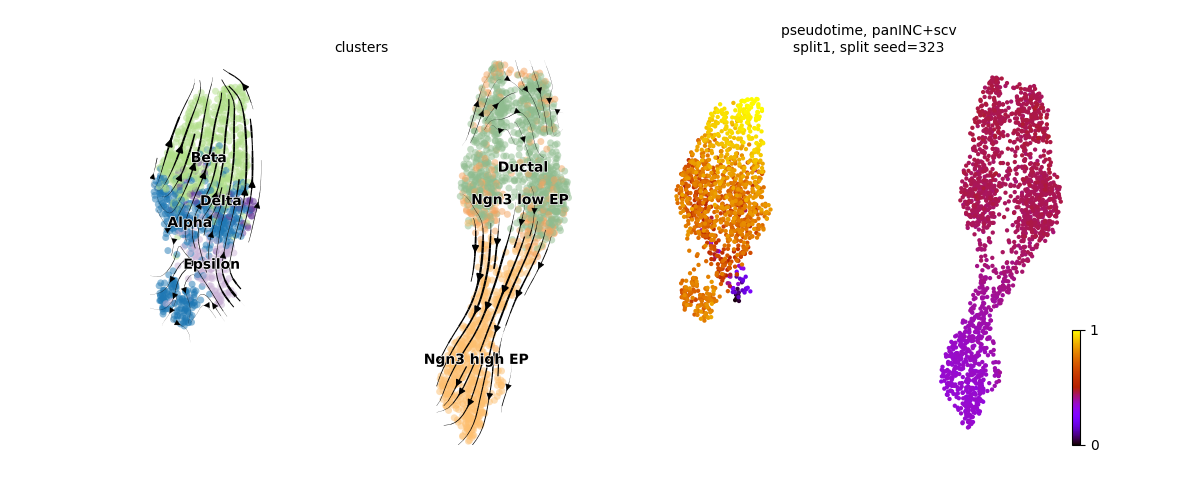 clusters
pseudotime, panINC+scv
split1, split seed=323
Beta
Delta
Alpha
Epsilon
Ductal
Ngn3 low EP
Ngn3 high EP
1
0